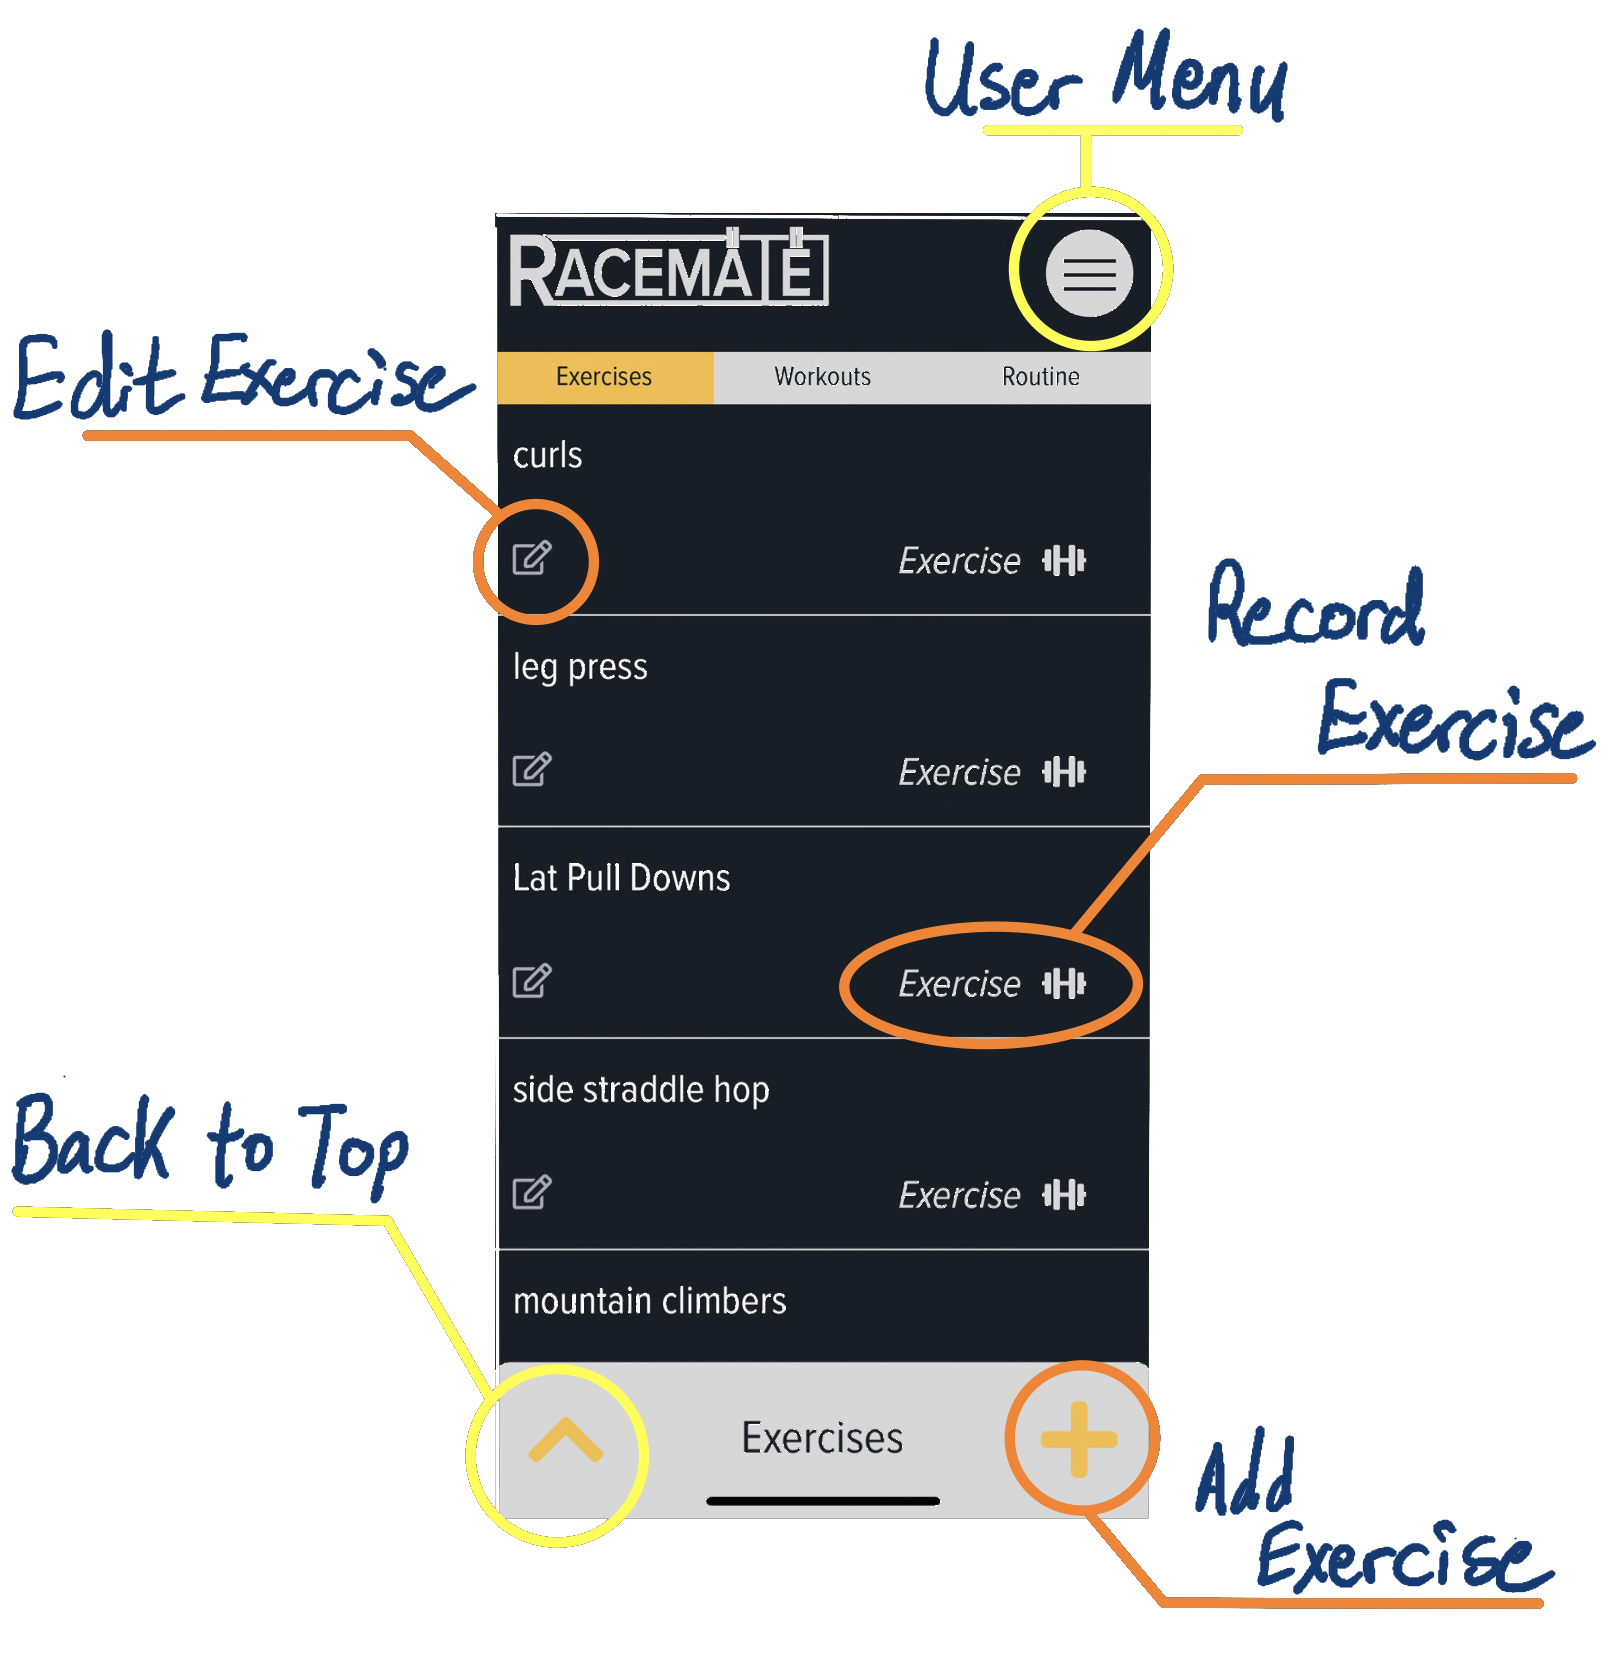 User Menu
RACEMATE
Edit Exercise
Exercises Workouts Routine
curls
Exercise
Record
Exercise
leg press
Exercise
Lat Pull Downs
Exercise
Back to Top
side straddle hop
Exercise
mountain climbers
Exercises
Add
Exercise